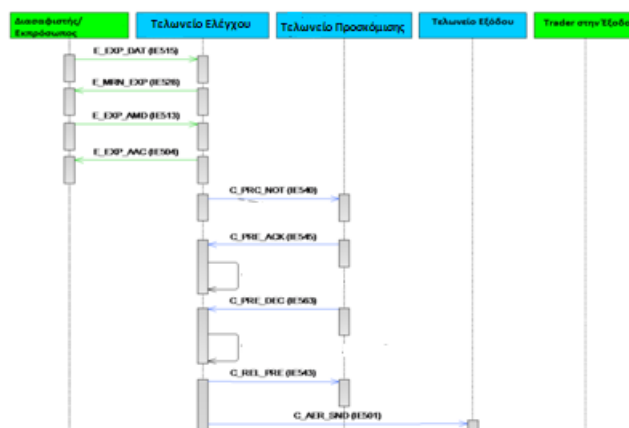 Διασαφιστής/
Εκπρόσωπος
Τελωνείο Ελέγχου
Τελωνείο Προσκόμισης
Τελωνείο Εξόδου
Trader στην Έξοδο
E_EXP_DAT (IE515)
E_MRN_EXP (IE528)
E_EXP_AMD (IE513)
E_EXP_AAC (IE504)
C_PRC_NOT (IE540)
C_PRE_ACK (IE545)
C_PRE_DEC (IE563)
C_REL_PRE (IE543)
C_AER_SND (IE501)